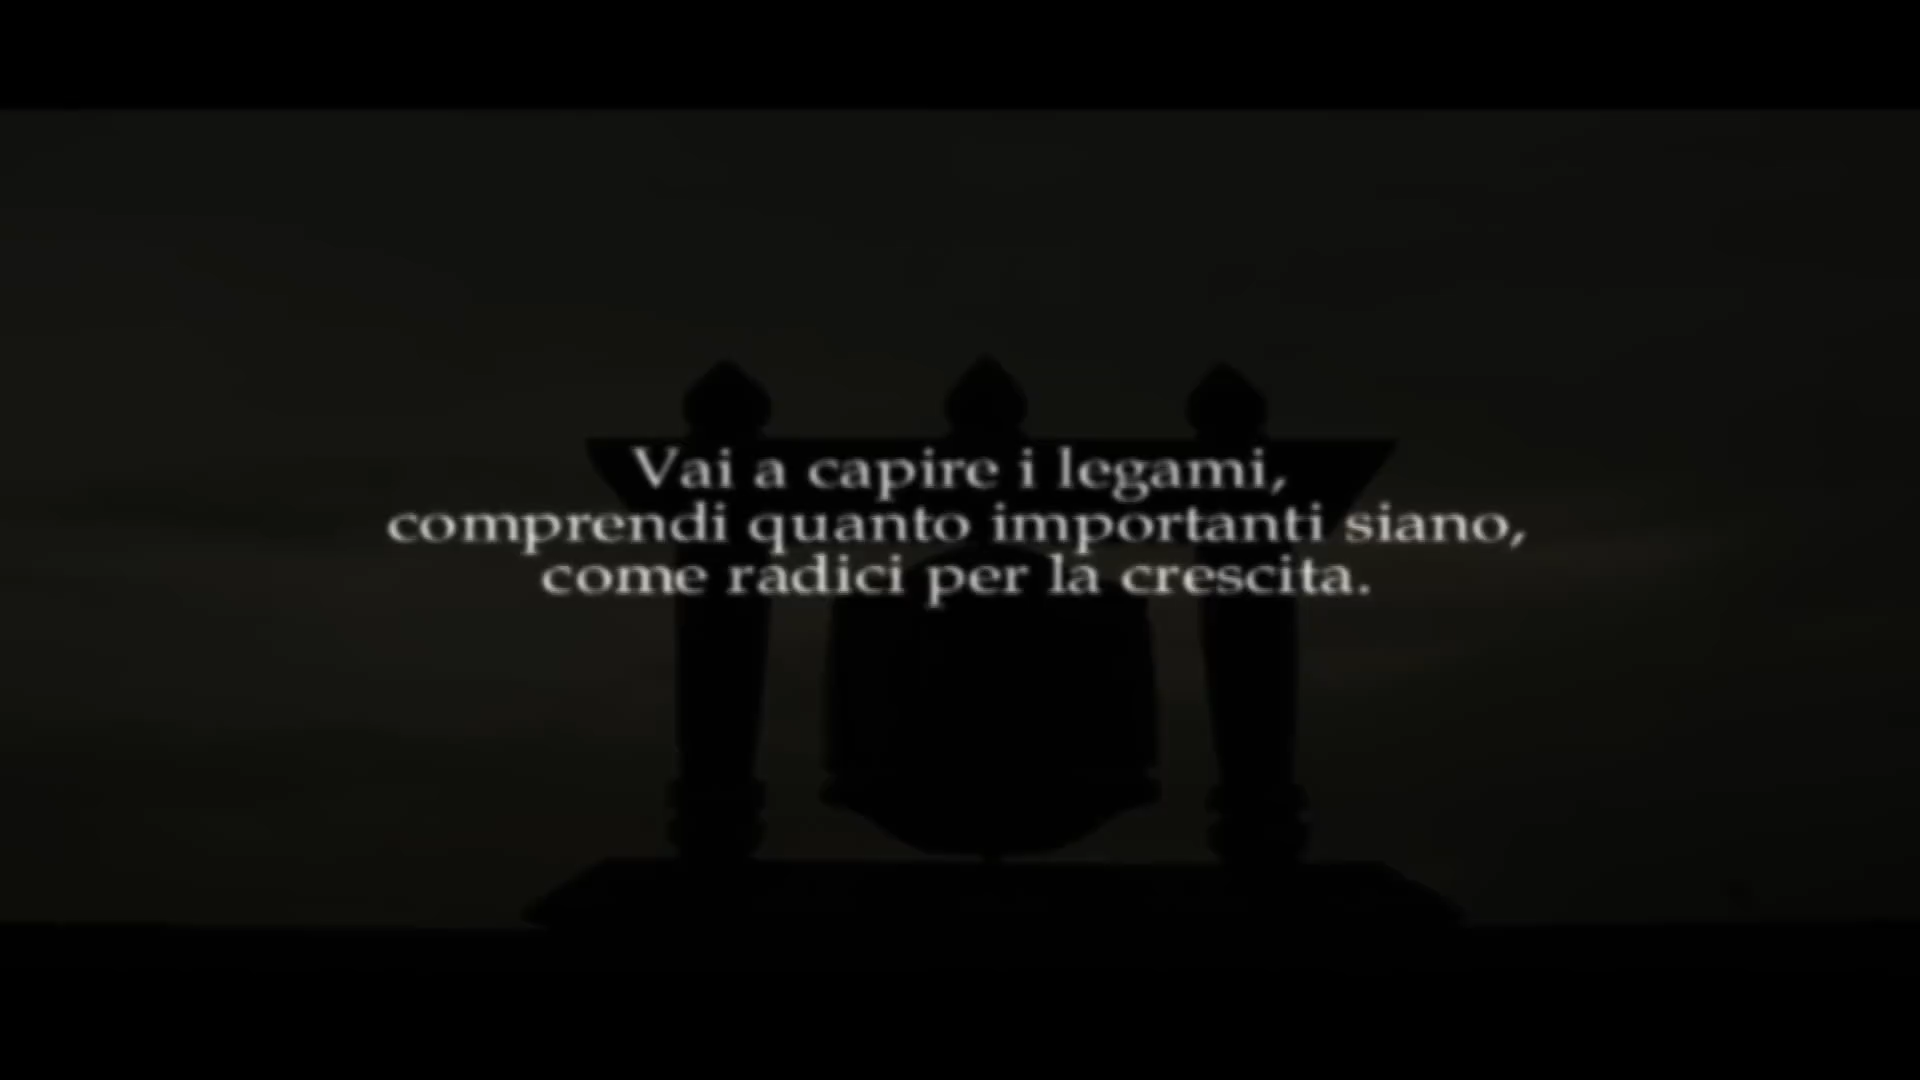 Vai a capire i legami,
comprendi quanto importanti siano,
come radici per la crescita.